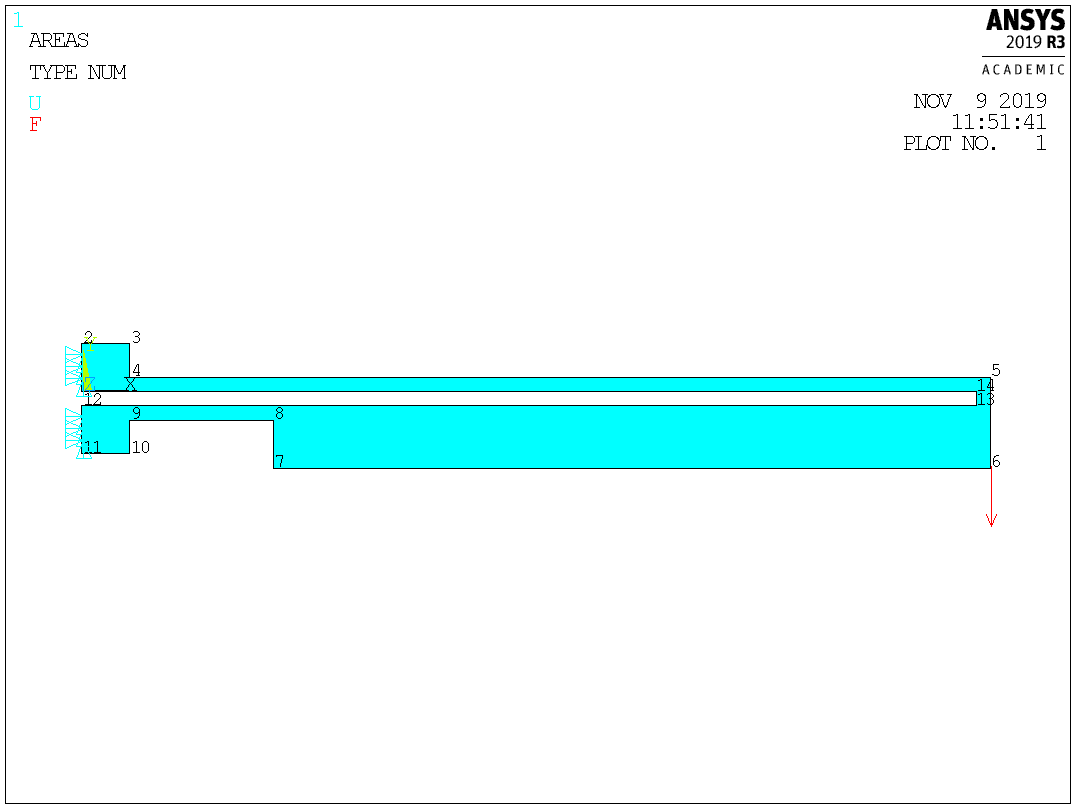 1
ANSYS
2019 R3
ACADEMIC
AREAS
TYPE NUM
U
F
NOV 9 2019
11:51:41
PLOT NO. 1
2 3
Y
4 5
X 14
12 13
9 8
11 10 7 6